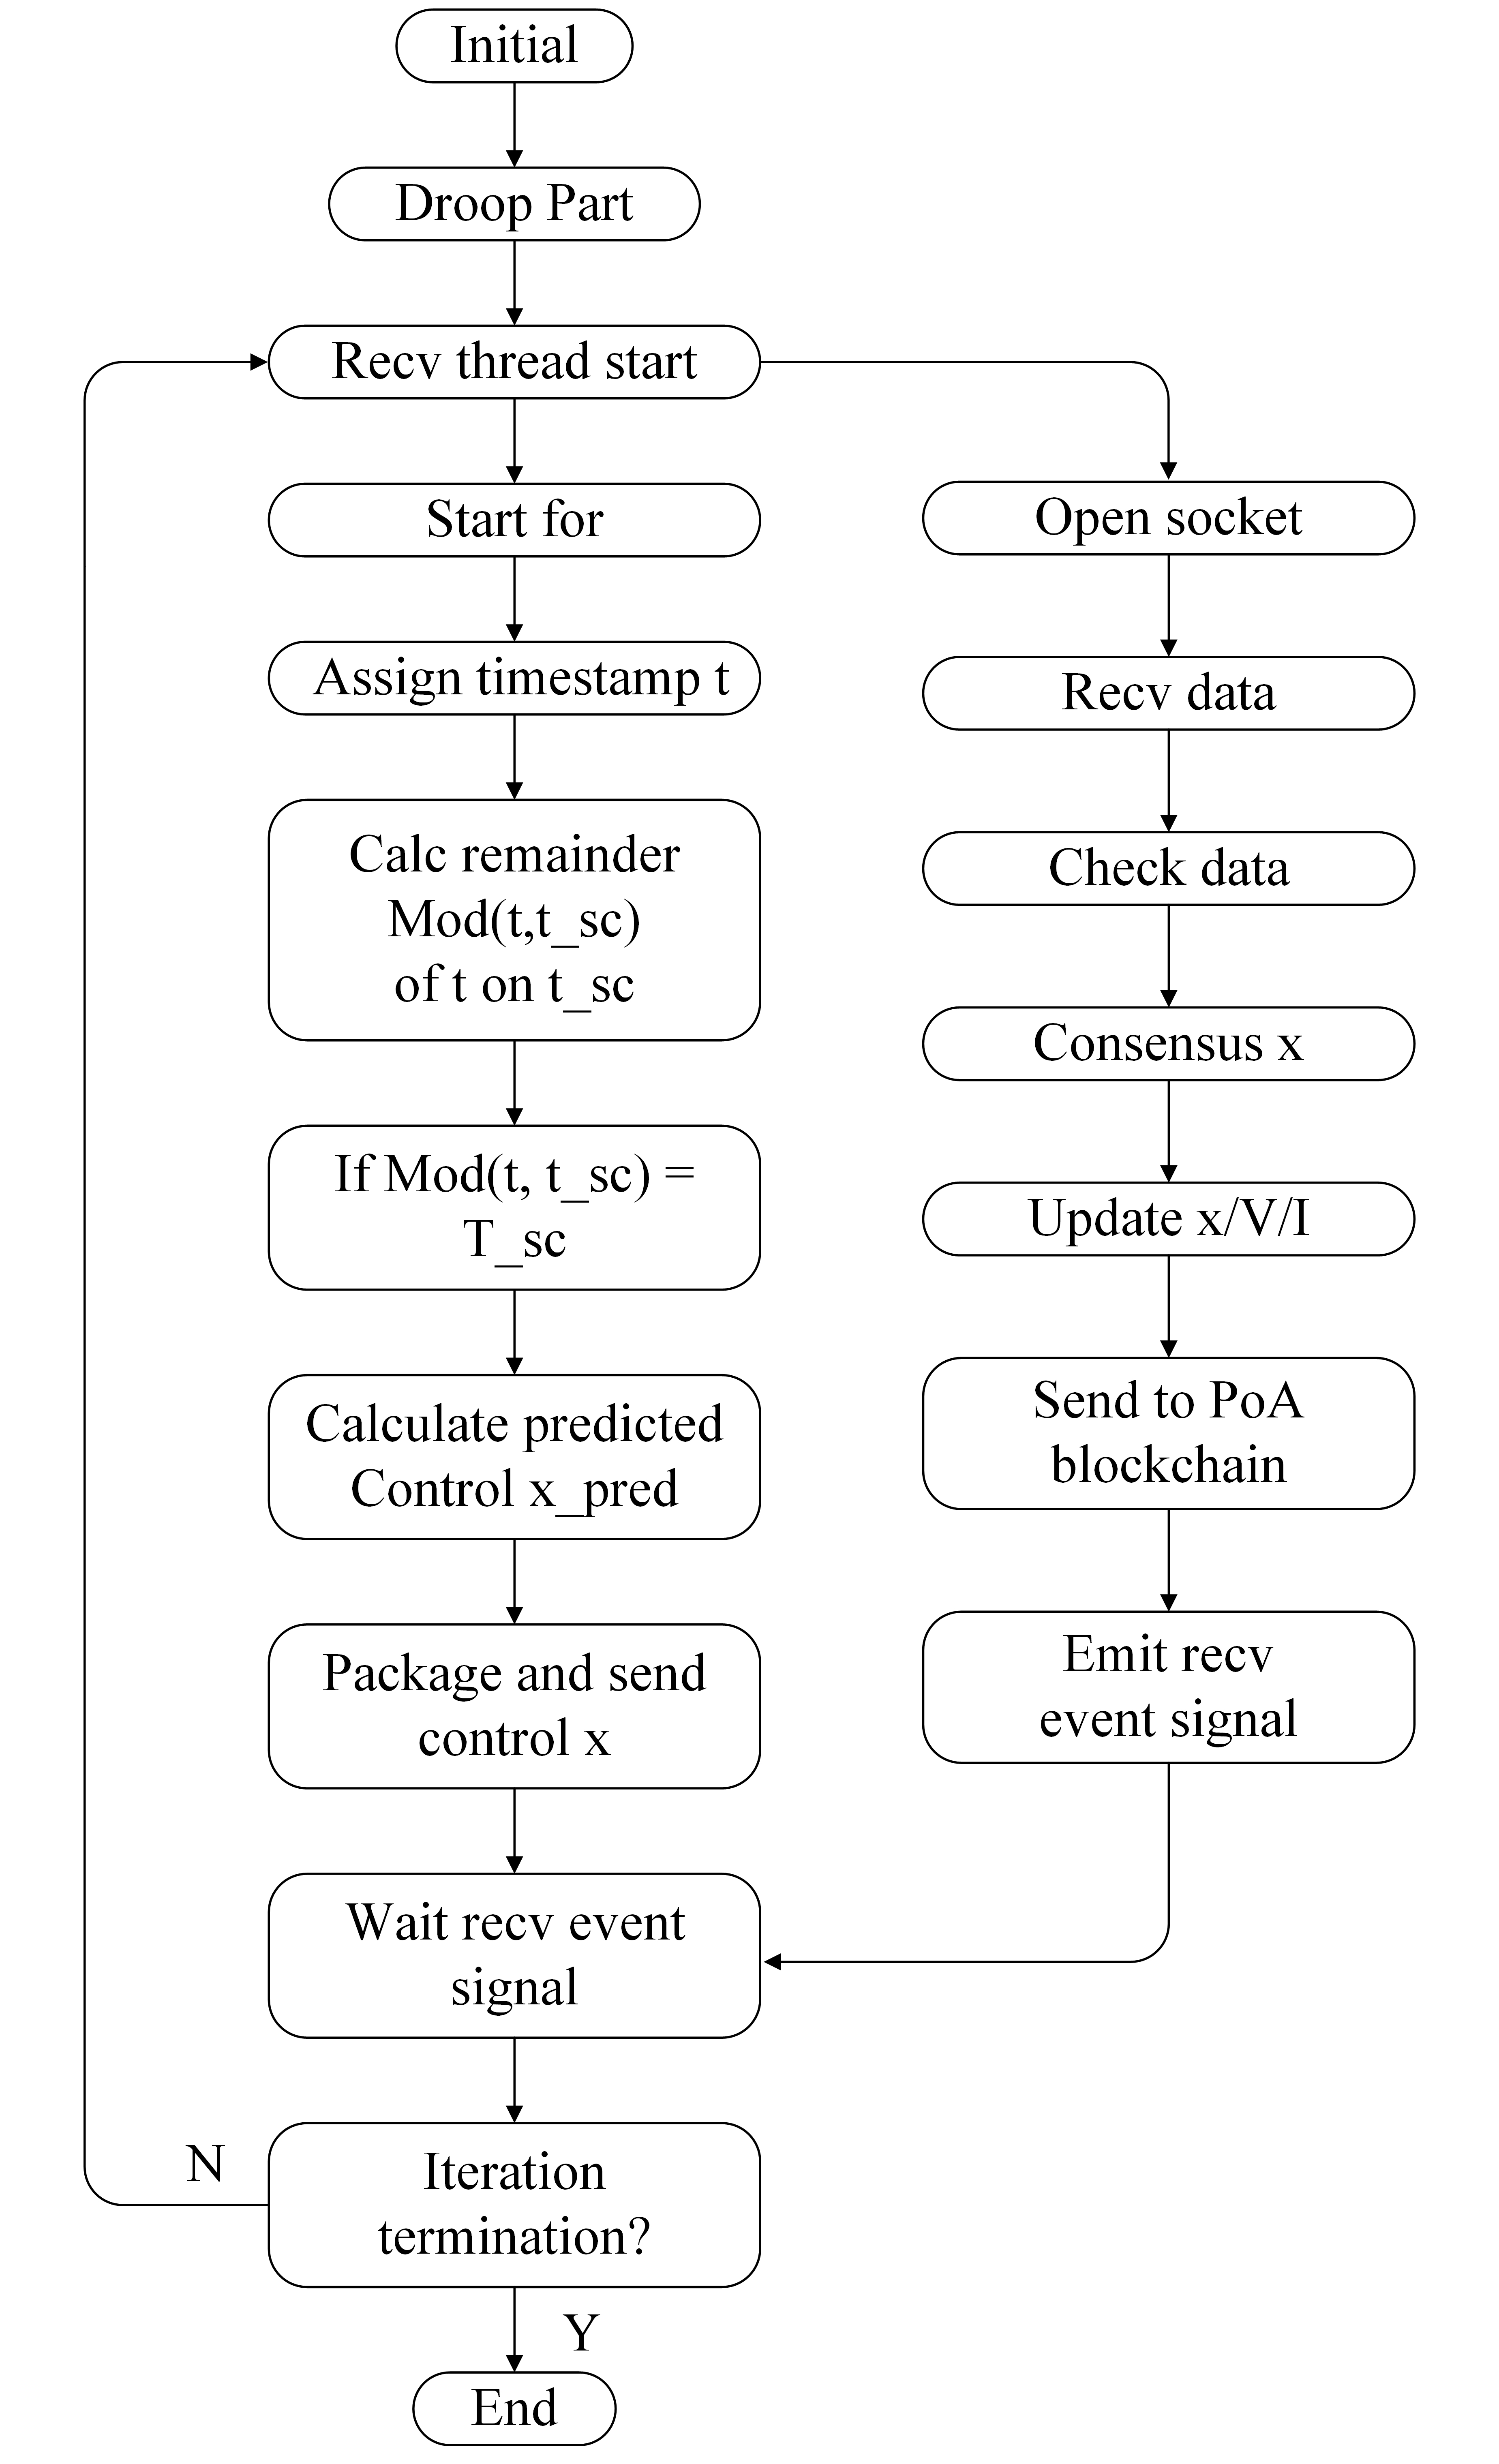 Initial
Droop Part
Recv thread start
Start for
Assign timestamp t
Calc remainder
Mod(t,t_sc)
of t on t_sc
If Mod(t, t_sc) =
T_sc
Calculate predicted
Control x_pred
Package and send
control x
Wait recv event
signal
Iteration
termination?
N
Y
End
Open socket
Recv data
Check data
Consensus x
Update x/V/I
Send to PoA
blockchain
Emit recv
event signal